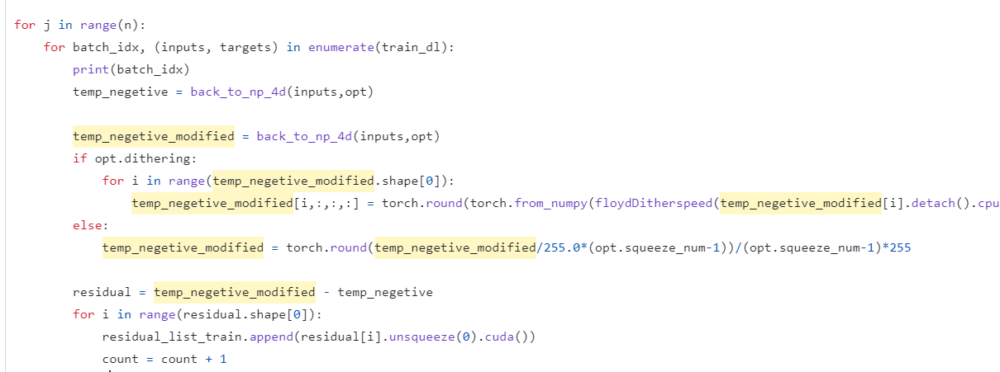 for j in range(n):
    for batch_idx, (inputs, targets) in enumerate(train_dl):
        print(batch_idx)
        temp_negetive = back_to_np_4d(inputs,opt)
        temp_negetive_modified = back_to_np_4d(inputs,opt)
        if opt.dithering:
            for i in range(temp_negetive_modified.shape[0]):
                temp_negetive_modified[i,:,:,:] = torch.round(torch.from_numpy(floydDitherspeed(temp_negetive_modified[i].detach().cpu
        else:
            temp_negetive_modified = torch.round(temp_negetive_modified/255.0*(opt.squeeze_num-1))/(opt.squeeze_num-1)*255
        residual = temp_negetive_modified - temp_negetive
        for i in range(residual.shape[0]):
            residual_list_train.append(residual[i].unsqueeze(0).cuda())
            count = count + 1